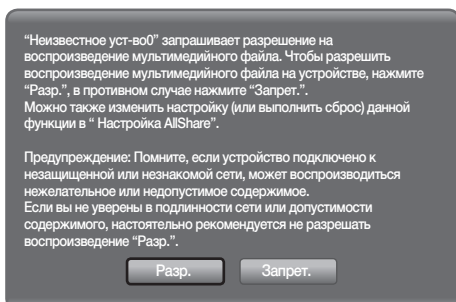 “Неизвестное уст-во0” запрашивает разрешение на
воспроизведение мультимедийного файла. Чтобы разрешить
воспроизведение мультимедийного файла на устройстве, нажмите
“Разр.”, в противном случае нажмите “Запрет.”.
Можно также изменить настройку (или выполнить сброс) данной
функции в “ Настройка AllShare”.
Предупреждение: Помните, если устройство подключено к
незащищенной или незнакомой сети, может воспроизводиться
нежелательное или недопустимое содержимое.
Если вы не уверены в подлинности сети или допустимости
содержимого, настоятельно рекомендуется не разрешать
воспроизведение “Разр.”.
Разр. Запрет.